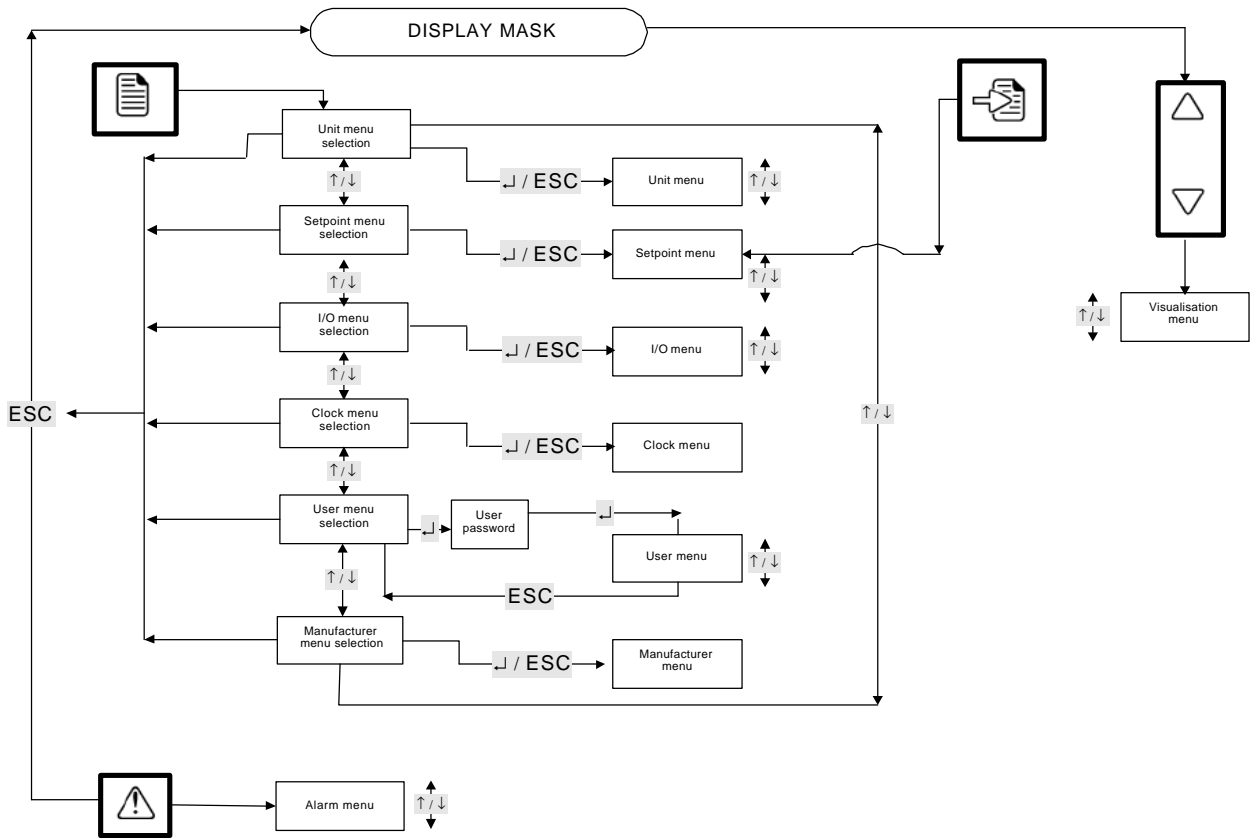 DISPLAY MASK
Unit menu
selection
↵ / ESC
Unit menu
↑/↓
↑/↓
Setpoint menu
selection
↵ / ESC
Setpoint menu
↑/↓
↑/↓
I/O menu
selection
↵ / ESC
I/O menu
↑/↓
Visualisation
menu
↑/↓
↑/↓
ESC
Clock menu
selection
↵ / ESC
Clock menu
↑/↓
↑/↓
User menu
selection
↵
User
password
↵
User menu
↑/↓
↑/↓
ESC
Manufacturer
menu selection
↵ / ESC
Manufacturer
menu
Alarm menu
↑/↓